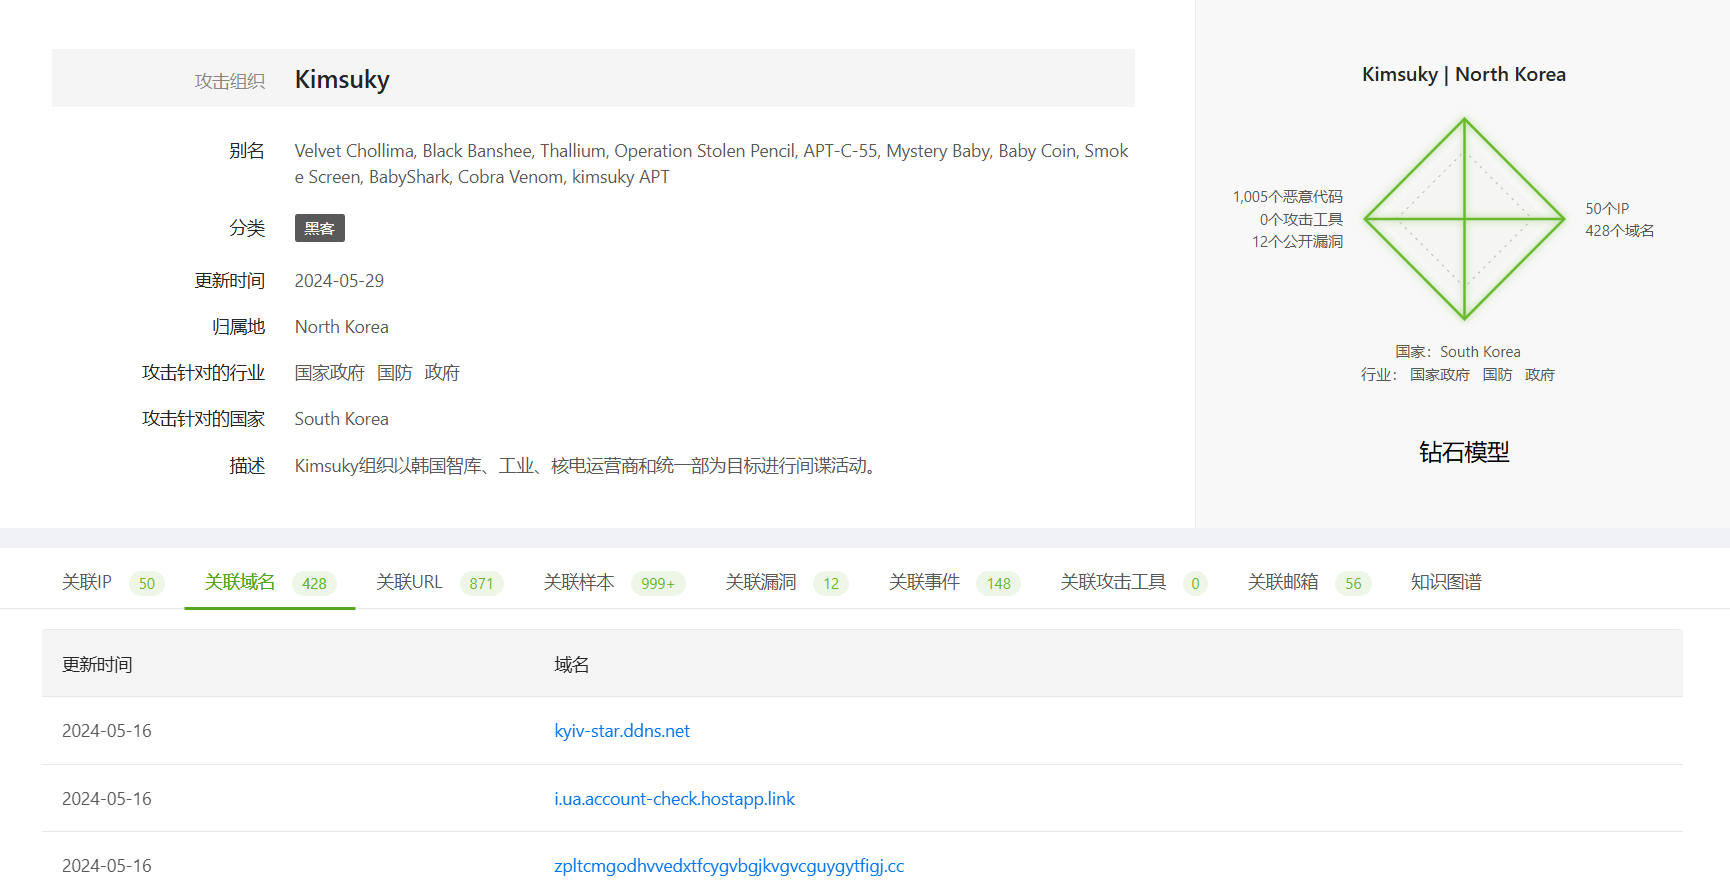 攻击组织 Kimsuky
别名 Velvet Chollima, Black Banshee, Thallium, Operation Stolen Pencil, APT-C-55, Mystery Baby, Baby Coin, Smok
e Screen, BabyShark, Cobra Venom, kimsuky APT
分类 黑客
更新时间 2024-05-29
归属地 North Korea
攻击针对的行业 国家政府 国防 政府
攻击针对的国家 South Korea
描述 Kimsuky组织以韩国智库、工业、核电运营商和统一部为目标进行间谍活动。
Kimsuky | North Korea
1,005个恶意代码
0个攻击工具
12个公开漏洞
50个IP
428个域名
国家：South Korea
行业： 国家政府 国防 政府
钻石模型
关联IP 50 关联域名 428 关联URL 871 关联样本 999+ 关联漏洞 12 关联事件 148 关联攻击工具 0 关联邮箱 56 知识图谱
更新时间 域名
2024-05-16 kyiv-star.ddns.net
2024-05-16 i.ua.account-check.hostapp.link
2024-05-16 zpltcmgodhvvedxtfcygvbgjkvgvcguygytfigj.cc